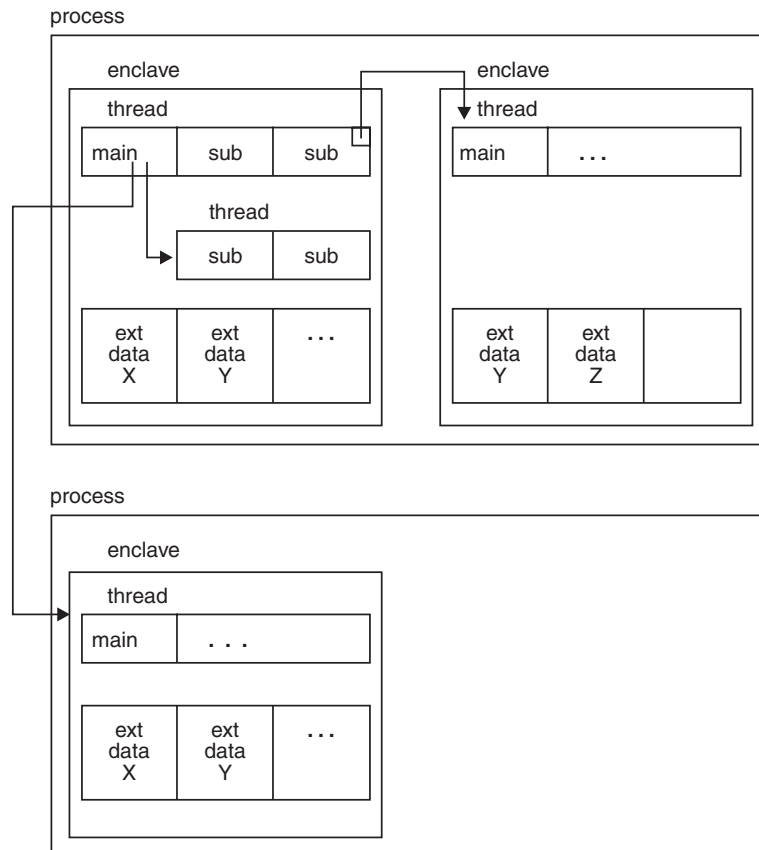 process
enclave
enclave
thread
thread
main sub sub
main ...
thread
sub sub
ext data X
ext data Y
...
ext data Y
ext data Z
process
enclave
thread
main ...
ext data X
ext data Y
...